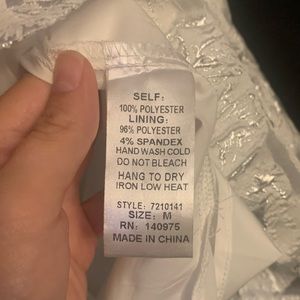 SELF:
100% POLYESTER
LINING:
96% POLYESTER
4% SPANDEX
HAND WASH COLD
DO NOT BLEACH
HANG TO DRY
IRON LOW HEAT
STYLE: 7210141
SIZE: M
RN: 140975
MADE IN CHINA